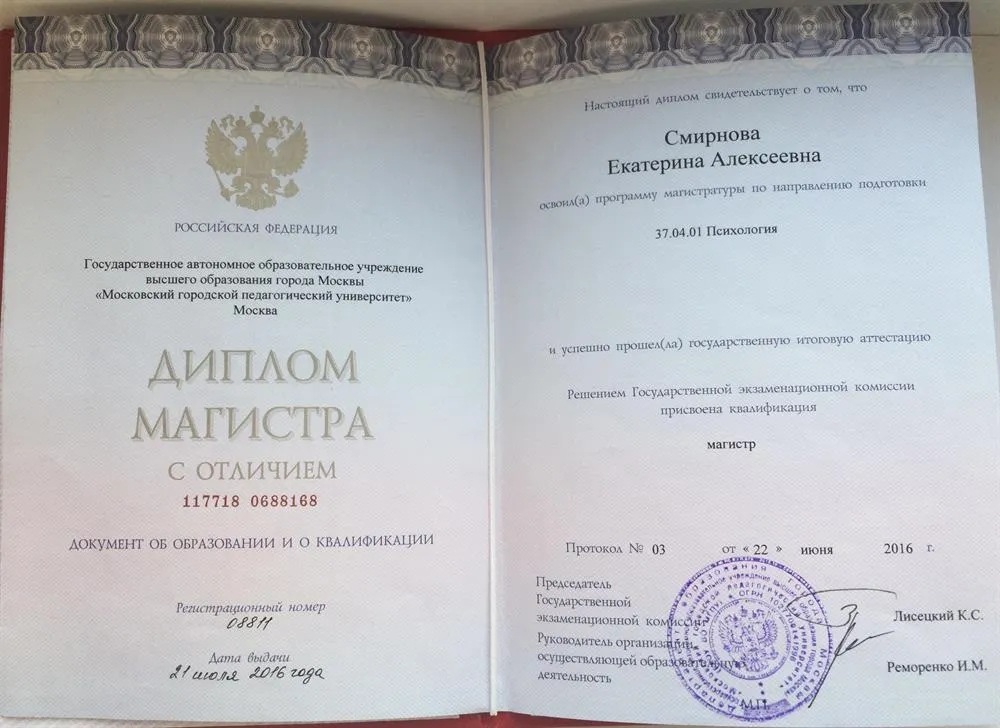 РОССИЙСКАЯ ФЕДЕРАЦИЯ
Государственное автономное образовательное учреждение
высшего образования города Москвы
«Московский городской педагогический университет»
Москва
ДИПЛОМ
МАГИСТРА
С ОТЛИЧИЕМ
117718 0688168
ДОКУМЕНТ ОБ ОБРАЗОВАНИИ И О КВАЛИФИКАЦИИ
Регистрационный номер
08811
Дата выдачи
21 июля 2016 года
Настоящий диплом свидетельствует о том, что
Смирнова
Екатерина Алексеевна
освоил(а) программу магистратуры по направлению подготовки
37.04.01 Психология
и успешно прошел(ла) государственную итоговую аттестацию
Решением Государственной экзаменационной комиссии
присвоена квалификация
магистр
Протокол № 03 от « 22 » июня 2016 г.
Председатель
Государственной
экзаменационной комиссии
Лисецкий К.С.
Руководитель организации,
осуществляющей образовательную
деятельность
Реморенко И.М.
М.П.